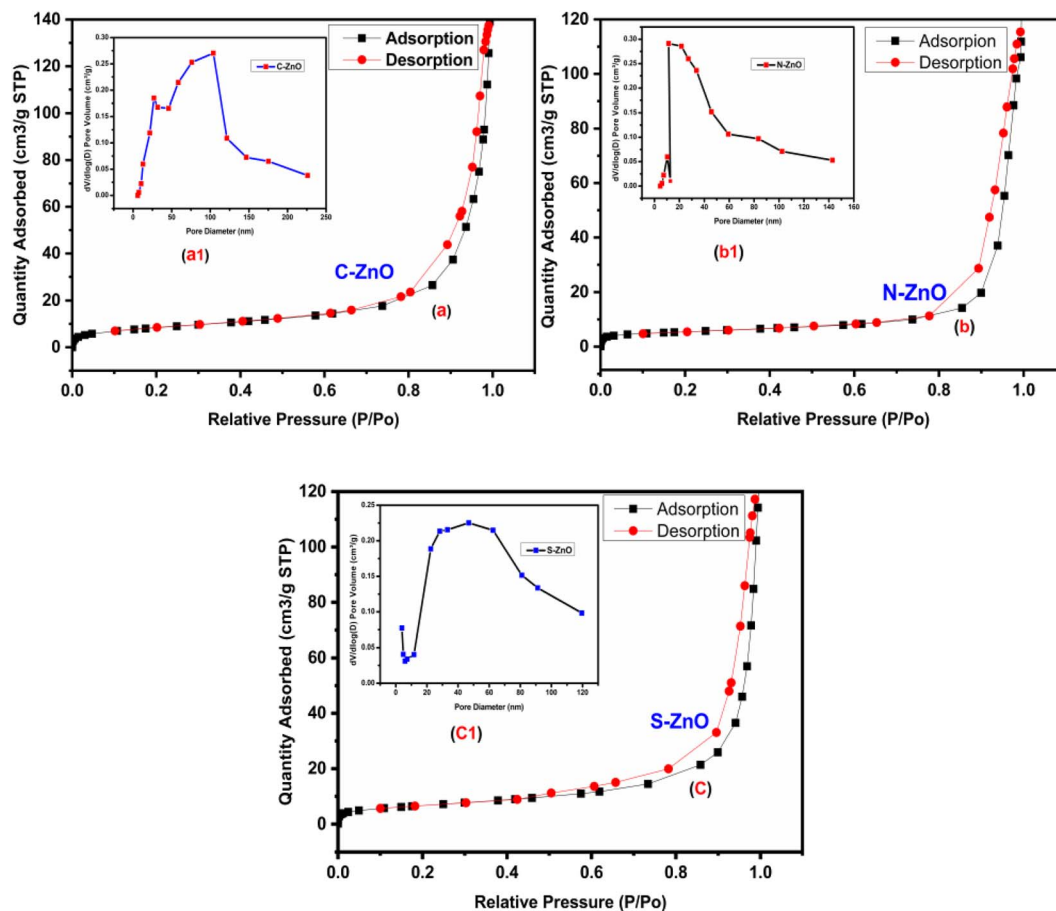 140
120
100
80
60
40
20
0
Quantity Adsorbed (cm3/g STP)
0.0 0.2 0.4 0.6 0.8 1.0
Relative Pressure (P/Po)
Adsorption
Desorption
0.30
0.25
0.20
0.15
0.10
0.05
0.00
dV/dlog(D) Pore Volume (cm³/g)
C-ZnO
0 50 100 150 200 250
Pore Diameter (nm)
(a1)
C-ZnO
(a)
120
100
80
60
40
20
0
Quantity Adsorbed (cm3/g STP)
0.0 0.2 0.4 0.6 0.8 1.0
Relative Pressure (P/Po)
Adsorpion
Desorption
0.30
0.25
0.20
0.15
0.10
0.05
0.00
dV/dlog(D) Pore Volume (cm³/g)
N-ZnO
0 20 40 60 80 100 120 140 160
Pore Diameter (nm)
(b1)
N-ZnO
(b)
120
100
80
60
40
20
0
Quantity Adsorbed (cm3/g STP)
0.0 0.2 0.4 0.6 0.8 1.0
Relative Pressure (P/Po)
Adsorption
Desorption
0.25
0.20
0.15
0.10
0.05
0.00
dV/dlog(D) Pore Volume (cm³/g)
S-ZnO
0 20 40 60 80 100 120
Pore Diameter (nm)
(C1)
S-ZnO
(C)